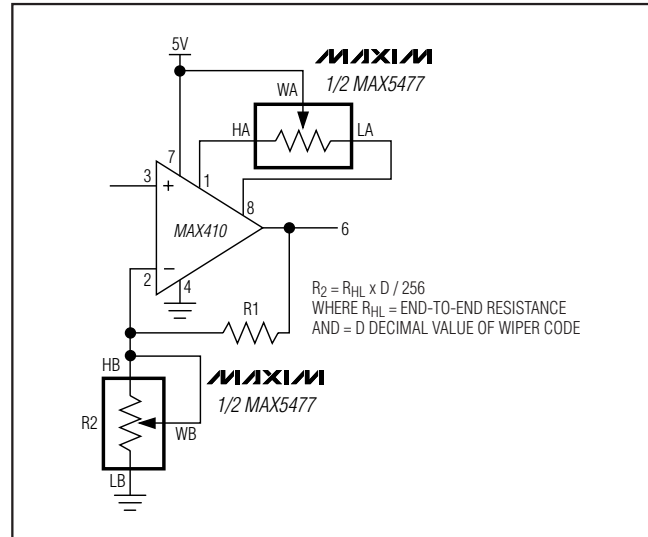 5V
MAXIM
1/2 MAX5477
WA
HA
LA
7
3
+
1
8
MAX410
6
2
−
4
R1
R2 = RHL x D / 256
WHERE RHL = END-TO-END RESISTANCE
AND = D DECIMAL VALUE OF WIPER CODE
HB
MAXIM
1/2 MAX5477
R2
WB
LB